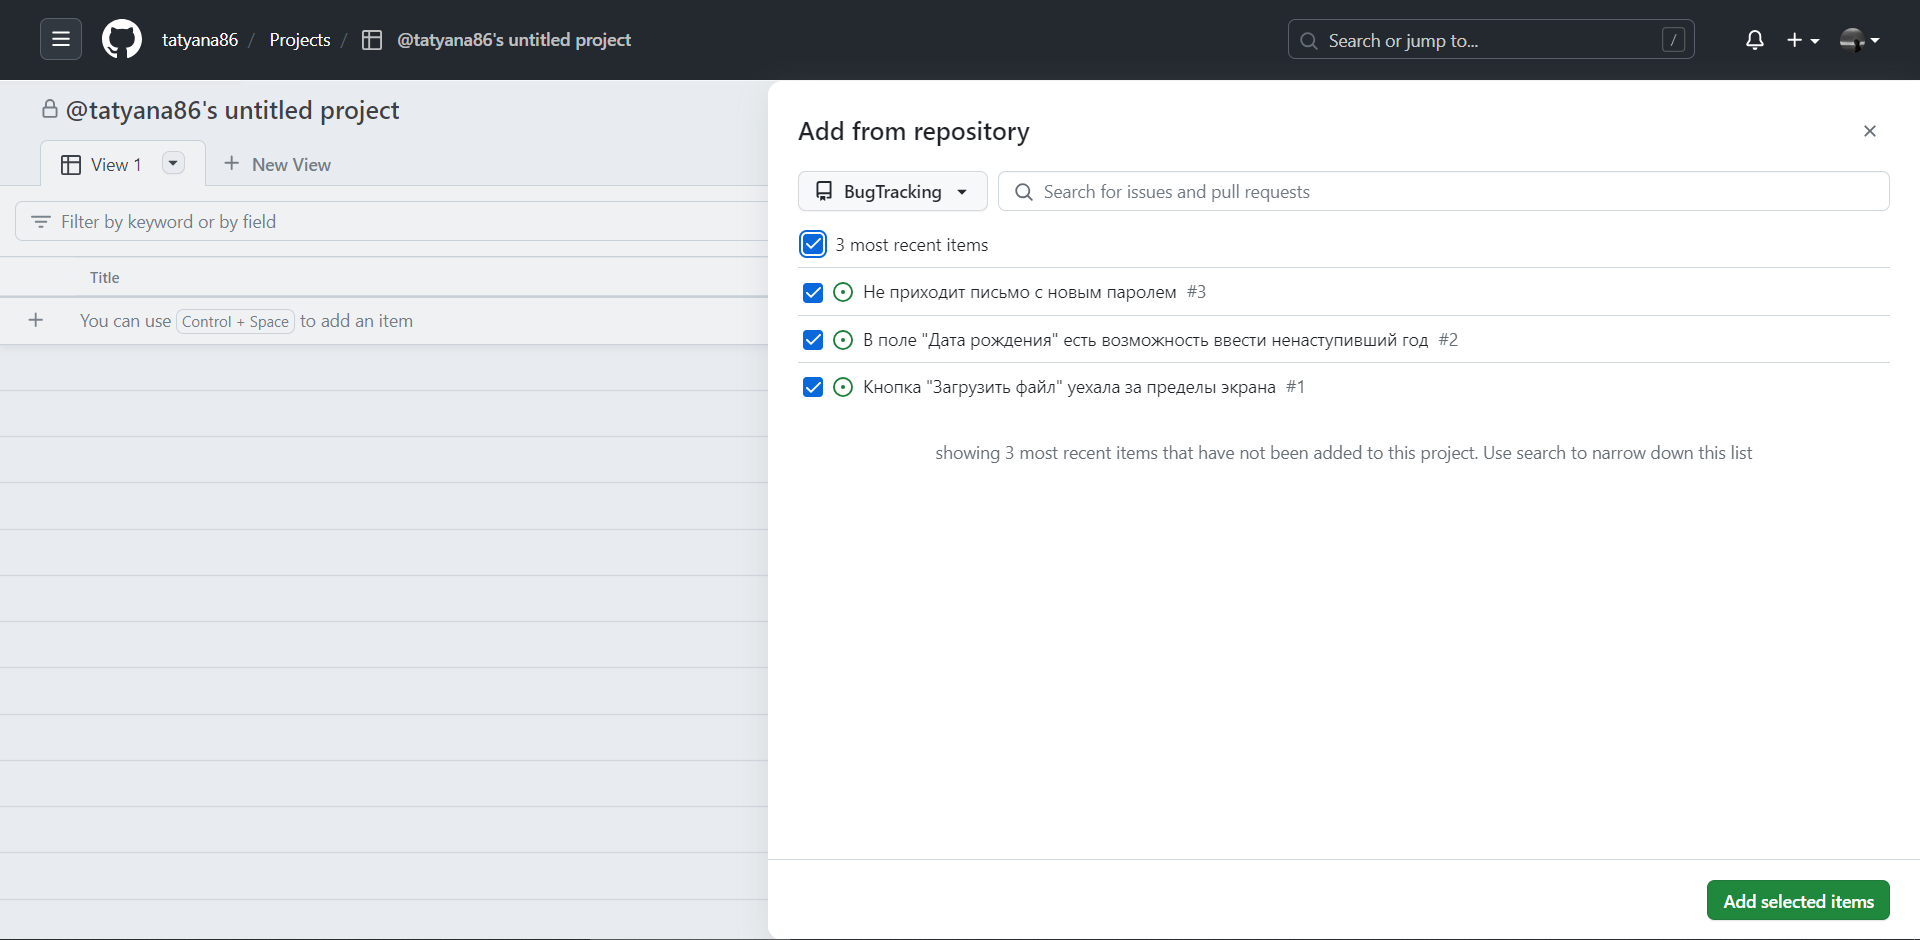 tatyana86 / Projects / @tatyana86's untitled project
Search or jump to... /
@tatyana86's untitled project
View 1
New View
Filter by keyword or by field
Title
You can use Control + Space to add an item
Add from repository
BugTracking
Search for issues and pull requests
3 most recent items
Не приходит письмо с новым паролем #3
В поле "Дата рождения" есть возможность ввести ненаступивший год #2
Кнопка "Загрузить файл" уехала за пределы экрана #1
showing 3 most recent items that have not been added to this project. Use search to narrow down this list
Add selected items